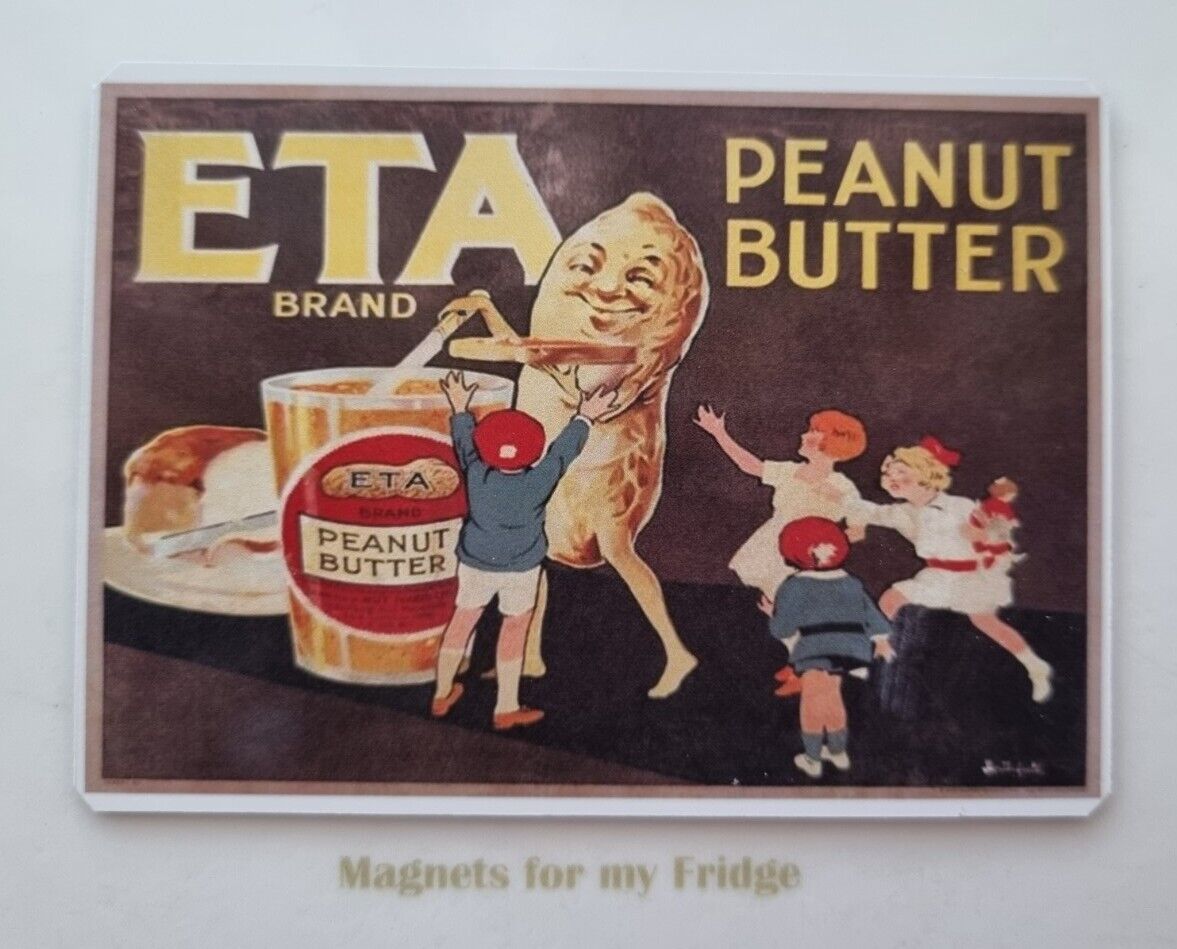 ETA
BRAND
PEANUT
BUTTER
ETA
BRAND
PEANUT
BUTTER
Magnets for my Fridge